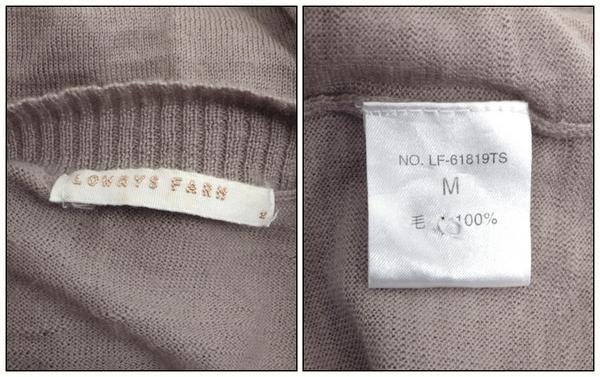 LOWRYS FARM
M
NO. LF-61819TS
M
毛 100%